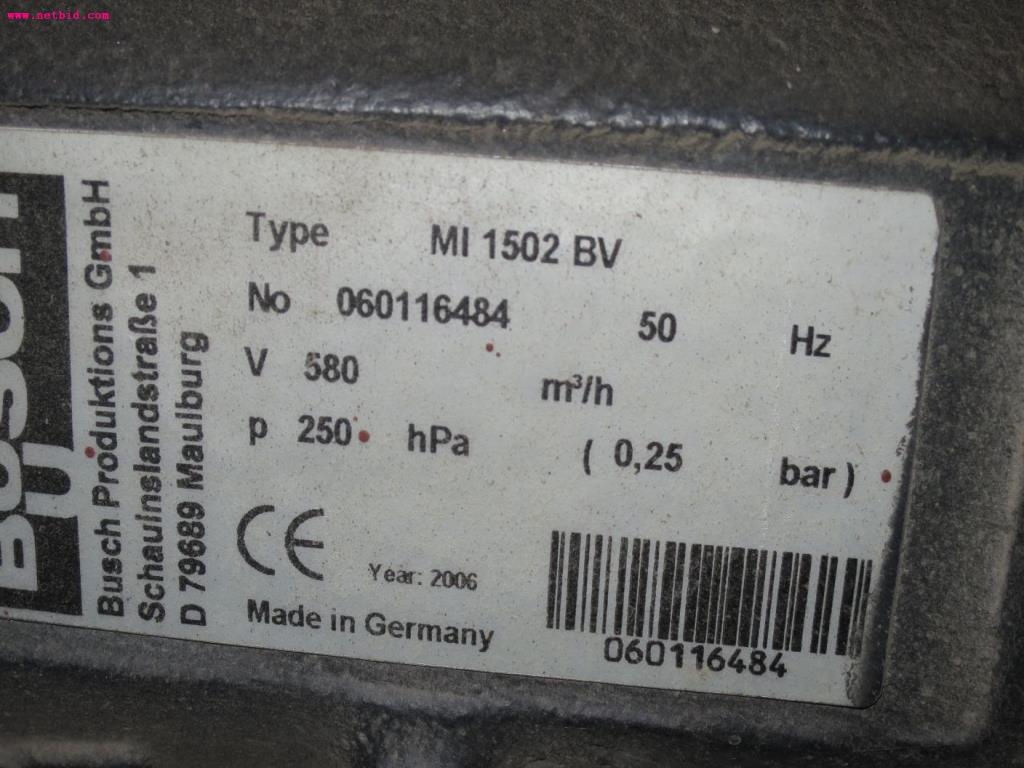 www.netbid.com
BUSCH
Busch Produktions GmbH
Schauinslandstraße 1
D 79689 Maulburg
Type MI 1502 BV
No 060116484 50 Hz
V 580 m³/h
p 250 hPa ( 0,25 bar )
CE
Year: 2006
Made in Germany
060116484